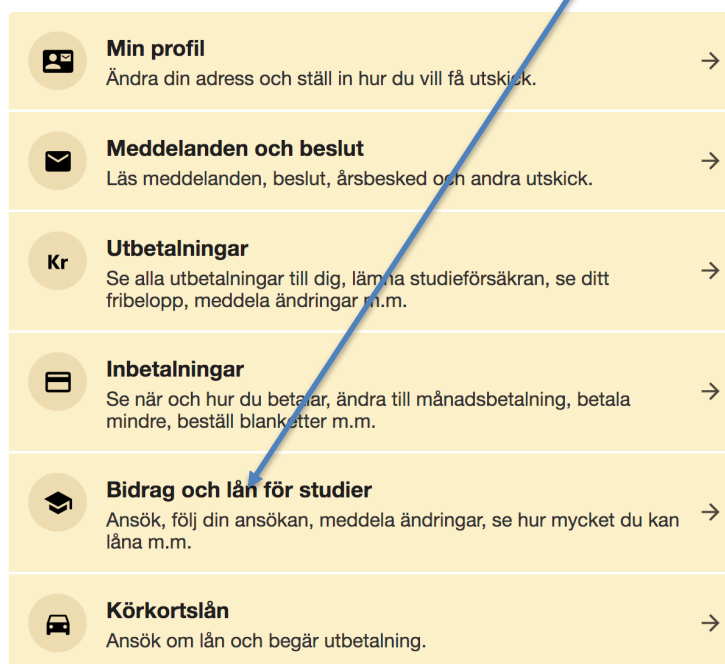 Min profil
Ändra din adress och ställ in hur du vill få utskick.
Meddelanden och beslut
Läs meddelanden, beslut, årsbesked och andra utskick.
Kr
Utbetalningar
Se alla utbetalningar till dig, lämna studieförsäkran, se ditt
fribelopp, meddela ändringar m.m.
Inbetalningar
Se när och hur du betalar, ändra till månadsbetalning, betala
mindre, beställ blanketter m.m.
Bidrag och lån för studier
Ansök, följ din ansökan, meddela ändringar, se hur mycket du kan
låna m.m.
Körkortslån
Ansök om lån och begär utbetalning.